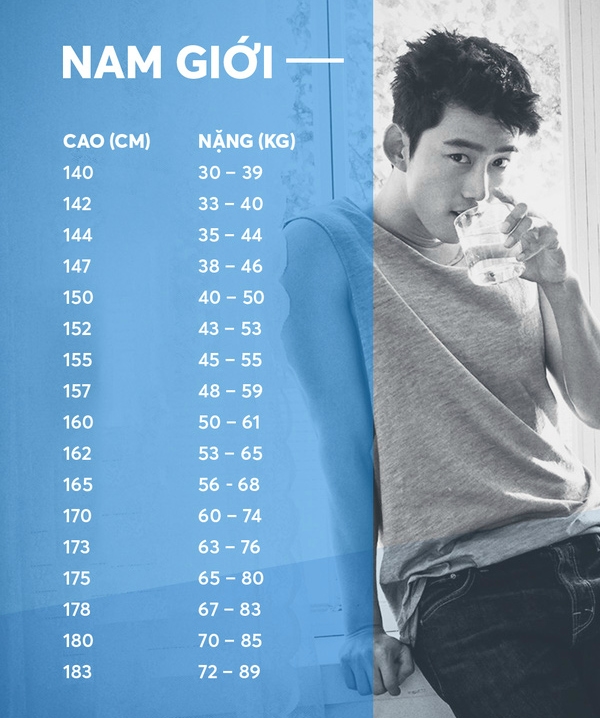 NAM GIỚI —
CAO (CM) NẶNG (KG)
140 30 – 39
142 33 – 40
144 35 – 44
147 38 – 46
150 40 – 50
152 43 – 53
155 45 – 55
157 48 – 59
160 50 – 61
162 53 – 65
165 56 - 68
170 60 – 74
173 63 – 76
175 65 – 80
178 67 – 83
180 70 – 85
183 72 – 89